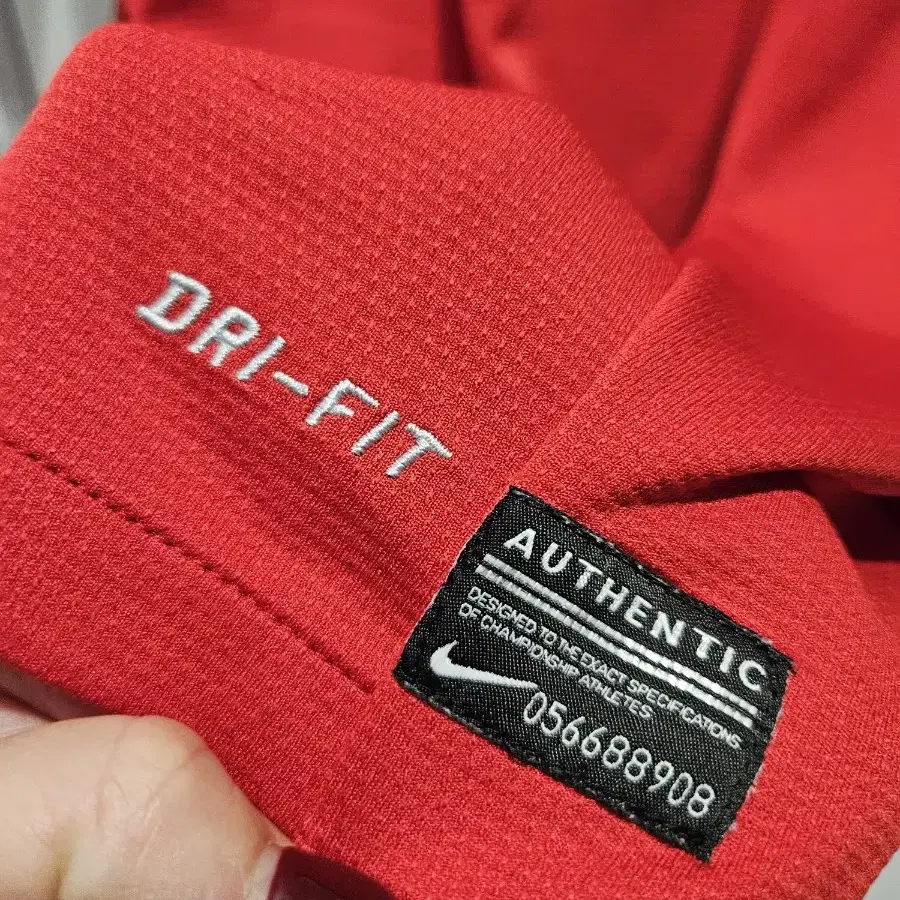 DRI-FIT
AUTHENTIC
DESIGNED TO THE EXACT SPECIFICATIONS
OF CHAMPIONSHIP ATHLETES
056688908